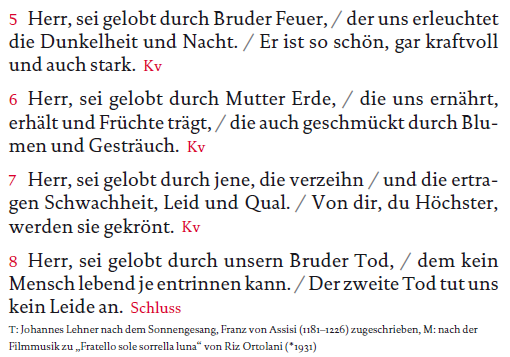 5 Herr, sei gelobt durch Bruder Feuer, / der uns erleuchtet
die Dunkelheit und Nacht. / Er ist so schön, gar kraftvoll
und auch stark. Kv
6 Herr, sei gelobt durch Mutter Erde, / die uns ernährt,
erhält und Früchte trägt, / die auch geschmückt durch Blu-
men und Gesträuch. Kv
7 Herr, sei gelobt durch jene, die verzeihn / und die ertra-
gen Schwachheit, Leid und Qual. / Von dir, du Höchster,
werden sie gekrönt. Kv
8 Herr, sei gelobt durch unsern Bruder Tod, / dem kein
Mensch lebend je entrinnen kann. / Der zweite Tod tut uns
kein Leide an. Schluss
T: Johannes Lehner nach dem Sonnengesang, Franz von Assisi (1181–1226) zugeschrieben, M: nach der
Filmmusik zu „Fratello sole sorrella luna“ von Riz Ortolani (*1931)